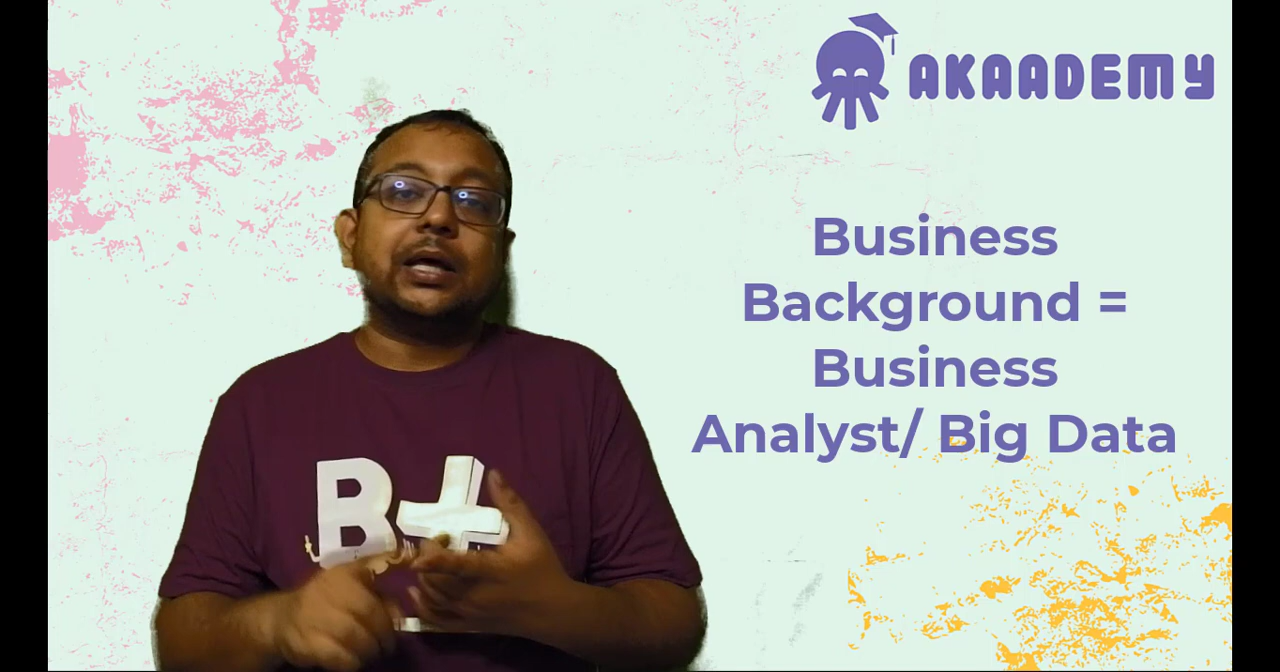 AKAADEMY
Business
Background =
Business
Analyst/ Big Data
B+